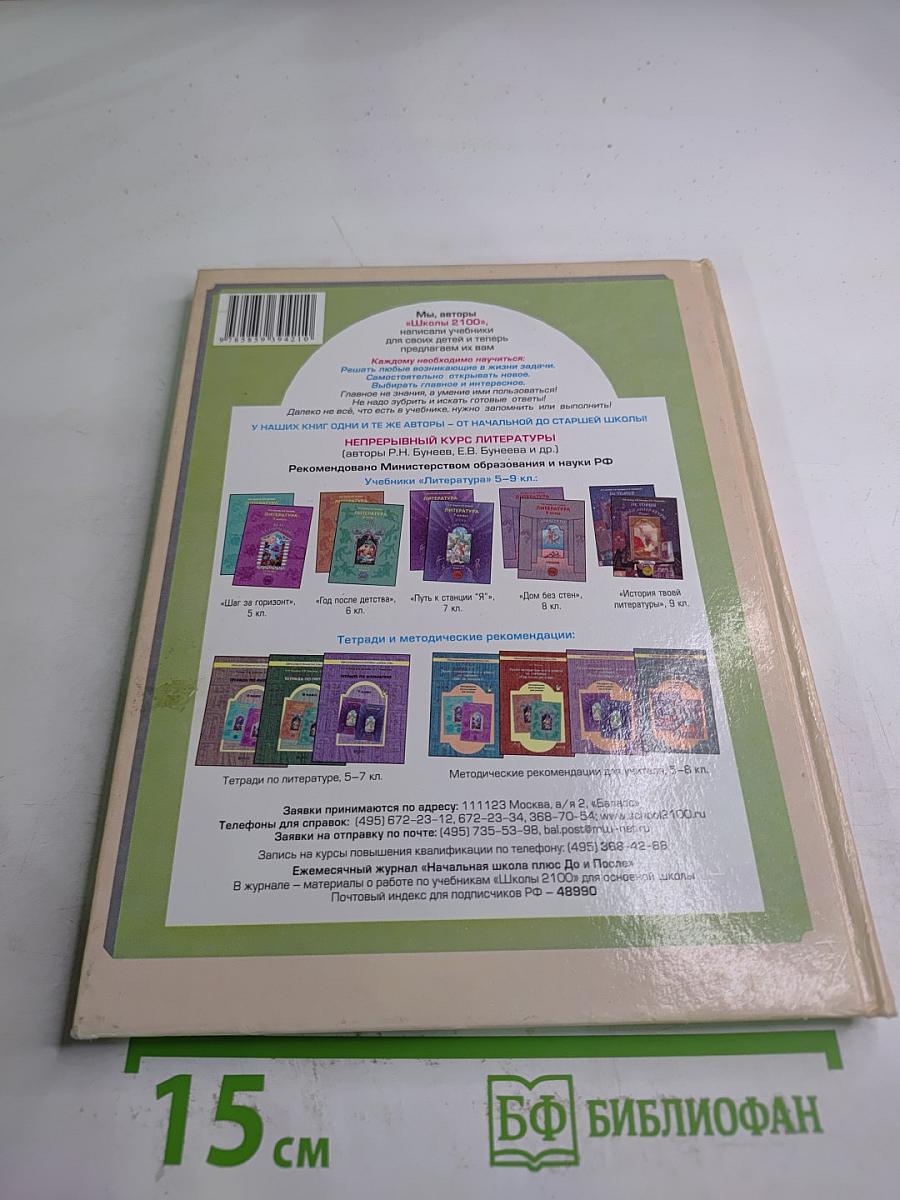 9 785859 394210
Мы, авторы
«Школы 2100»,
написали учебники
для своих детей и теперь
предлагаем их вам
Каждому необходимо научиться:
Решать любые возникающие в жизни задачи.
Самостоятельно открывать новое.
Выбирать главное и интересное.
Главное не знания, а умение ими пользоваться!
Не надо зубрить и искать готовые ответы!
Далеко не всё, что есть в учебнике, нужно запомнить или выполнить!
У НАШИХ КНИГ ОДНИ И ТЕ ЖЕ АВТОРЫ – ОТ НАЧАЛЬНОЙ ДО СТАРШЕЙ ШКОЛЫ!
НЕПРЕРЫВНЫЙ КУРС ЛИТЕРАТУРЫ
(авторы Р.Н. Бунеев, Е.В. Бунеева и др.)
Рекомендовано Министерством образования и науки РФ
Учебники «Литература» 5–9 кл.:
ЛИТЕРАТУРА
ЛИТЕРАТУРА
ЛИТЕРАТУРА
ЛИТЕРАТУРА
«Шаг за горизонт», 5 кл.
«Год после детства», 6 кл.
«Путь к станции "Я"», 7 кл.
«Дом без стен», 8 кл.
«История твоей литературы», 9 кл.
Тетради и методические рекомендации:
Тетради по литературе, 5–7 кл.
Методические рекомендации для учителя, 5–8 кл.
Заявки принимаются по адресу: 111123 Москва, а/я 2, «Баласс»
Телефоны для справок: (495) 672-23-12, 672-23-34, 368-70-54; www.school2100.ru
Заявки на отправку по почте: (495) 735-53-98, bal.post@mtu-net.ru
Запись на курсы повышения квалификации по телефону: (495) 368-42-86
Ежемесячный журнал «Начальная школа плюс До и После»
В журнале – материалы о работе по учебникам «Школы 2100» для основной школы
Почтовый индекс для подписчиков РФ – 48990
15 см
БФ БИБЛИОФАН